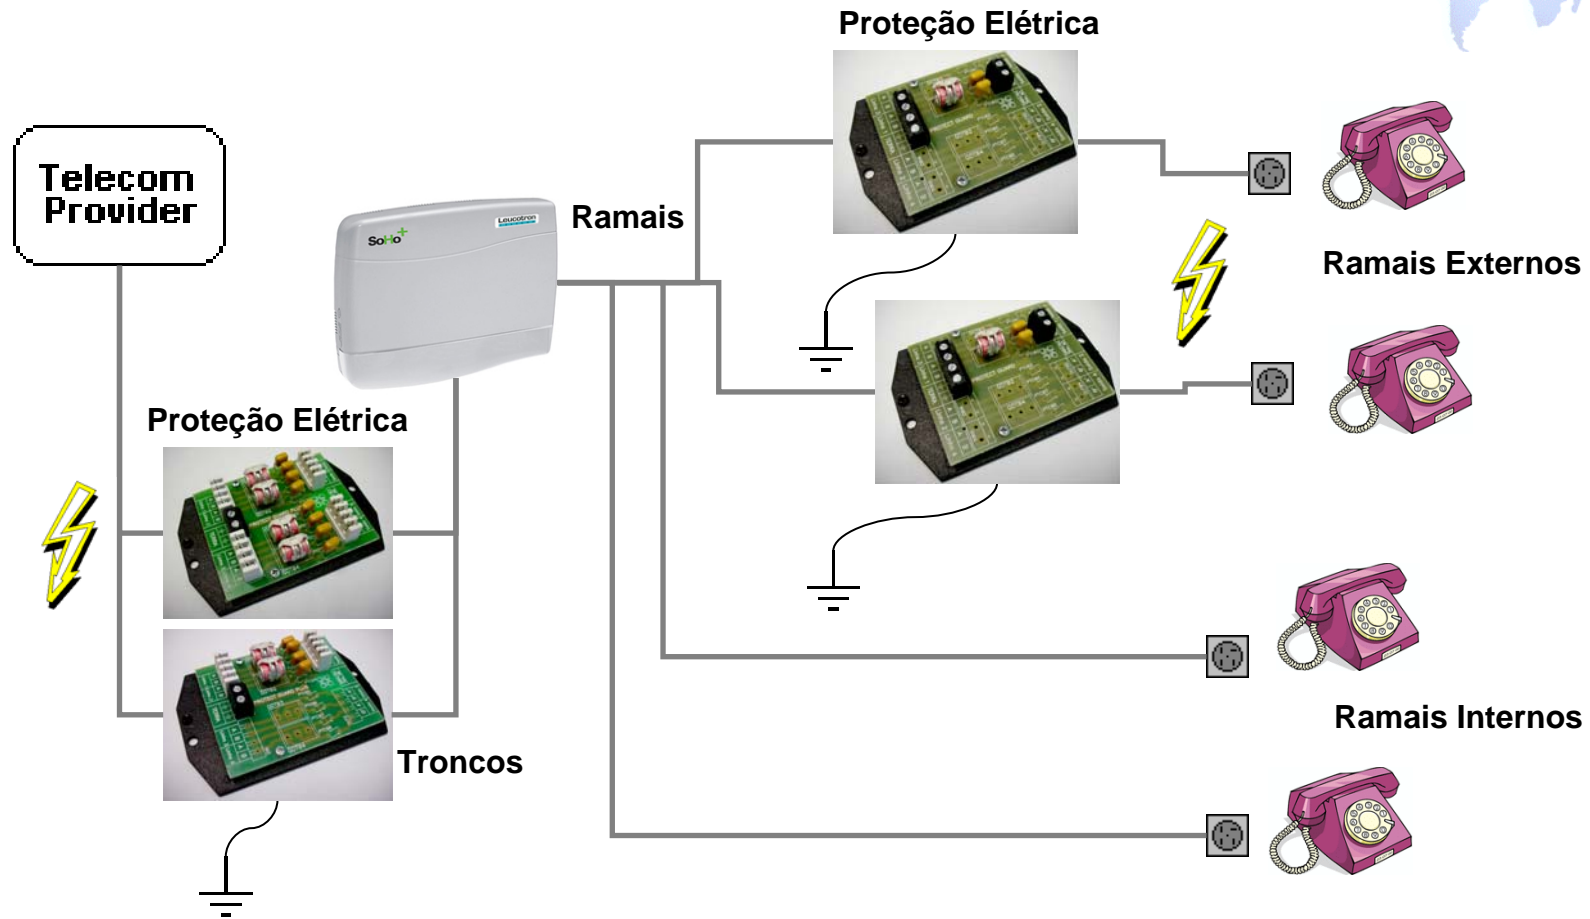 Proteção Elétrica
Telecom
Provider
Leucotron
SoHo+
Ramais
Ramais Externos
Proteção Elétrica
Troncos
Ramais Internos